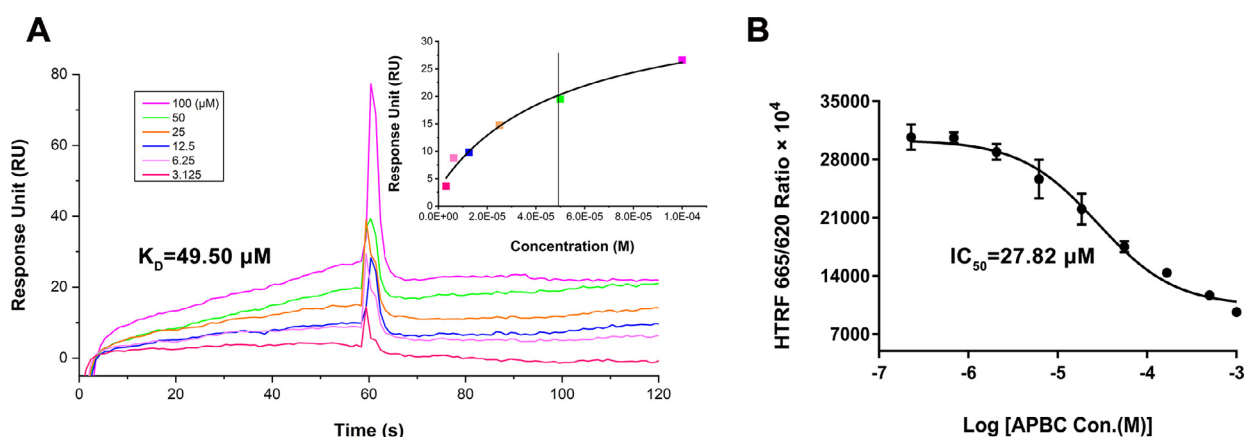 A
Response Unit (RU)
80
60
40
20
0
100 (μM)
50
25
12.5
6.25
3.125
K_D=49.50 μM
0 20 40 60 80 100 120
Time (s)
Response Unit (RU)
30
25
20
15
10
5
0
0.0E+00 2.0E-05 4.0E-05 6.0E-05 8.0E-05 1.0E-04
Concentration (M)
B
HTRF 665/620 Ratio × 10⁴
35000
28000
21000
14000
7000
IC₅₀=27.82 μM
-7 -6 -5 -4 -3
Log [APBC Con.(M)]